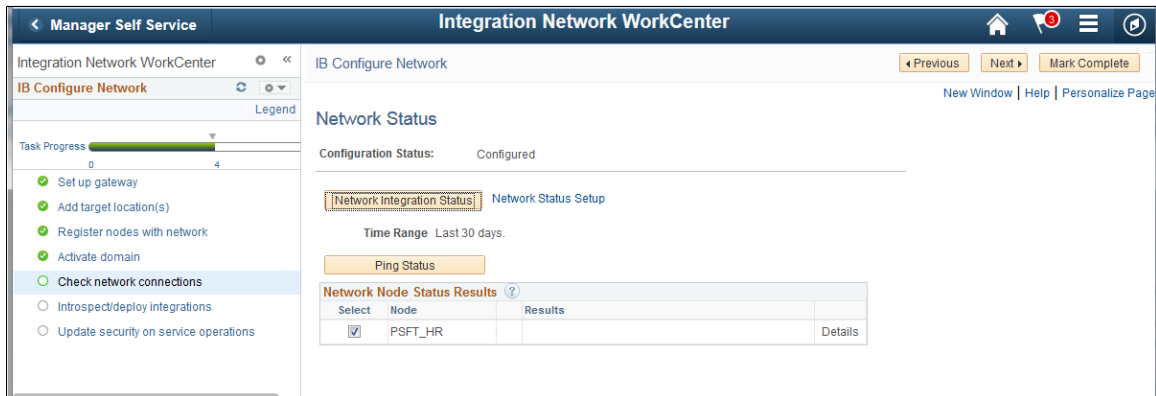 Manager Self Service
Integration Network WorkCenter
3
Integration Network WorkCenter
IB Configure Network
Legend
Task Progress
0 4
Set up gateway
Add target location(s)
Register nodes with network
Activate domain
Check network connections
Introspect/deploy integrations
Update security on service operations
IB Configure Network
Previous Next Mark Complete
New Window | Help | Personalize Page
Network Status
Configuration Status: Configured
Network Integration Status Network Status Setup
Time Range Last 30 days.
Ping Status
Network Node Status Results ?
Select Node Results
PSFT_HR Details